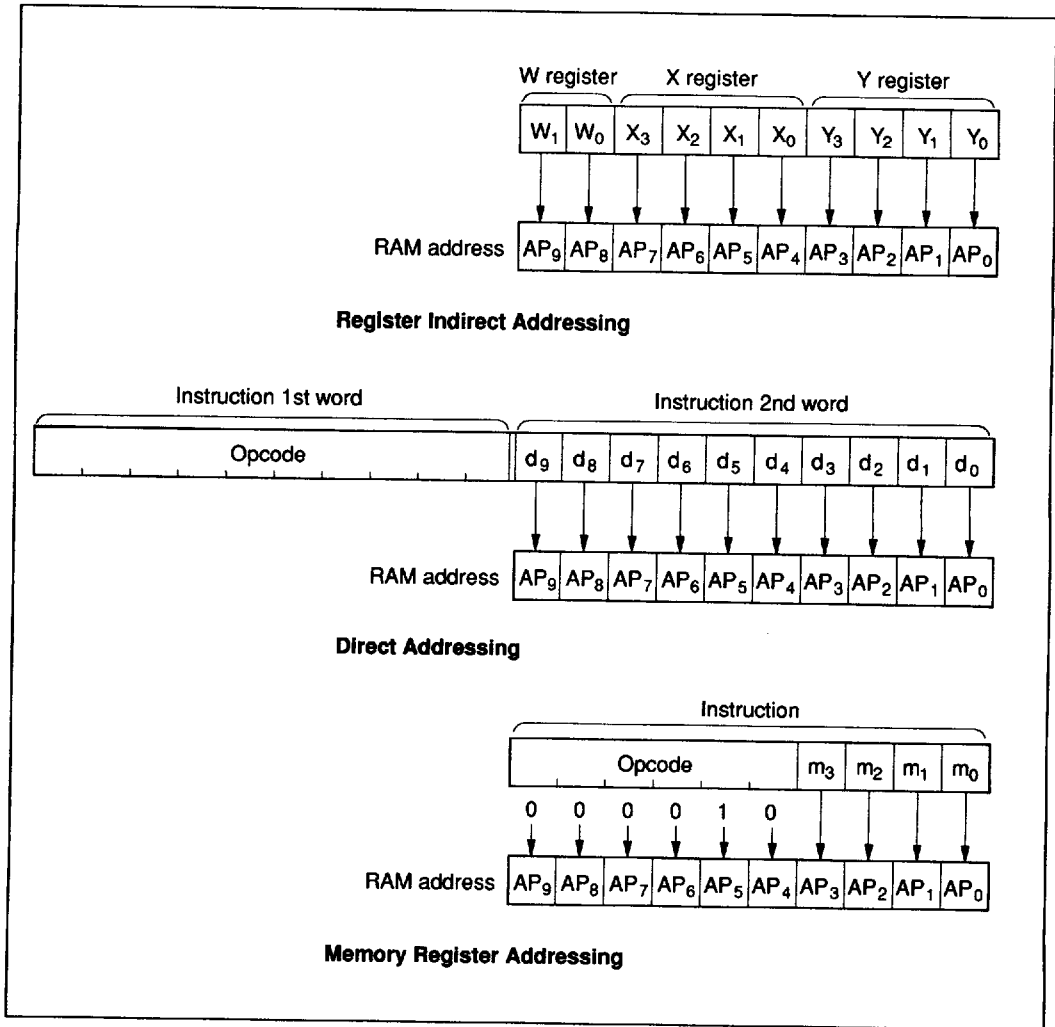 W register X register Y register
W1 W0 X3 X2 X1 X0 Y3 Y2 Y1 Y0
RAM address AP9 AP8 AP7 AP6 AP5 AP4 AP3 AP2 AP1 AP0
Register Indirect Addressing
Instruction 1st word Instruction 2nd word
Opcode d9 d8 d7 d6 d5 d4 d3 d2 d1 d0
RAM address AP9 AP8 AP7 AP6 AP5 AP4 AP3 AP2 AP1 AP0
Direct Addressing
Instruction
Opcode m3 m2 m1 m0
0 0 0 0 1 0
RAM address AP9 AP8 AP7 AP6 AP5 AP4 AP3 AP2 AP1 AP0
Memory Register Addressing